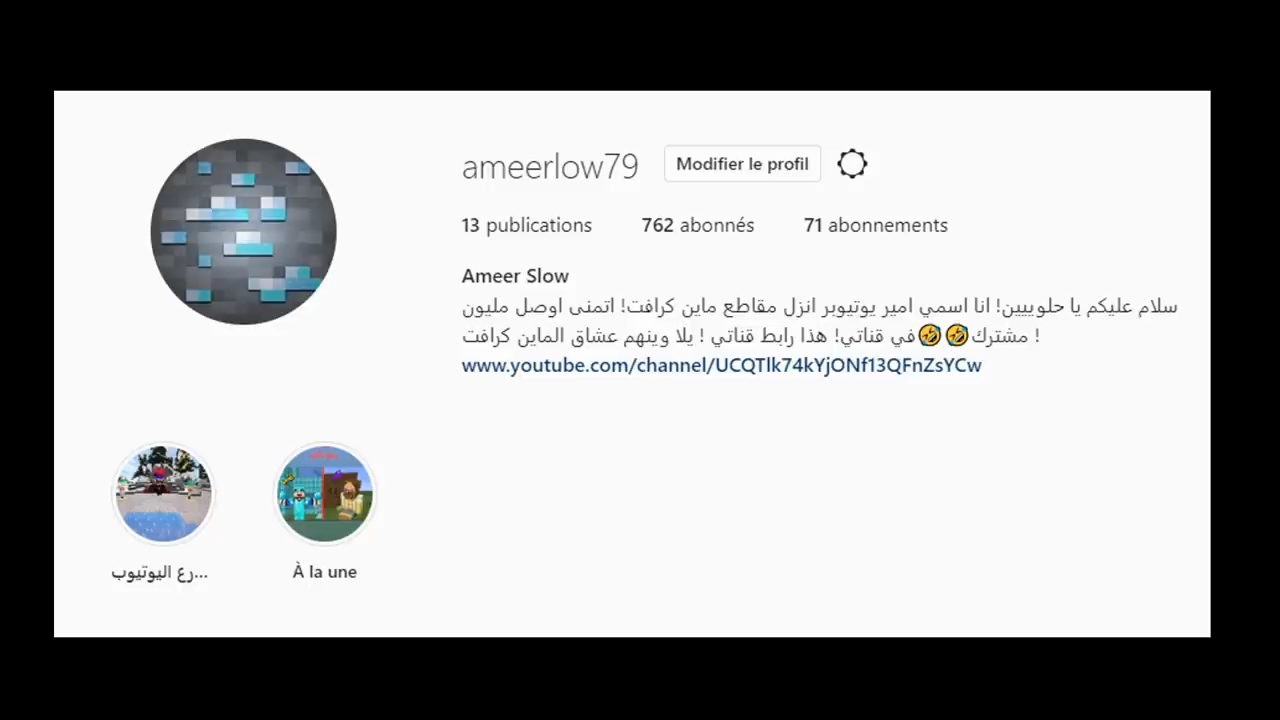 ameerlow79 Modifier le profil
13 publications 762 abonnés 71 abonnements
Ameer Slow
سلام عليكم يا حلوييين! انا اسمي امير يوتيوبر انزل مقاطع ماين كرافت! اتمنى اوصل مليون
مشترك🤣🤣في قناتي! هذا رابط قناتي ! يلا وينهم عشاق الماين كرافت !
www.youtube.com/channel/UCQTlk74kYjONf13QFnZsYCw
رع اليوتيوب...
À la une